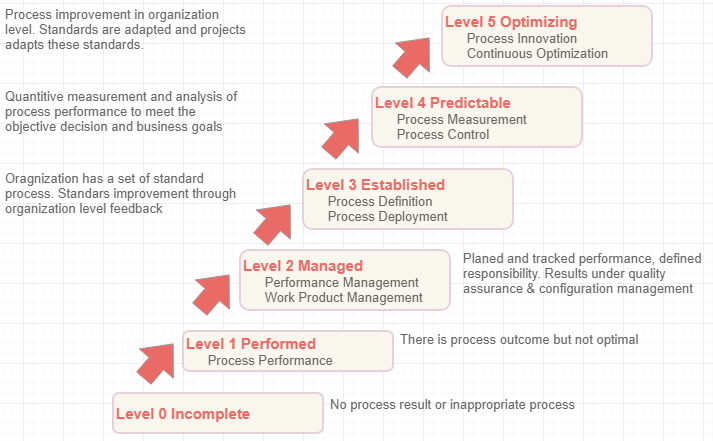 Process improvement in organization
level. Standards are adapted and projects
adapts these standards.
Level 5 Optimizing
Process Innovation
Continuous Optimization
Quantitive measurement and analysis of
process performance to meet the
objective decision and business goals
Level 4 Predictable
Process Measurement
Process Control
Oragnization has a set of standard
process. Standars improvement through
organization level feedback
Level 3 Established
Process Definition
Process Deployment
Level 2 Managed
Performance Management
Work Product Management
Planed and tracked performance, defined
responsibility. Results under quality
assurance & configuration management
Level 1 Performed
Process Performance
There is process outcome but not optimal
Level 0 Incomplete
No process result or inappropriate process